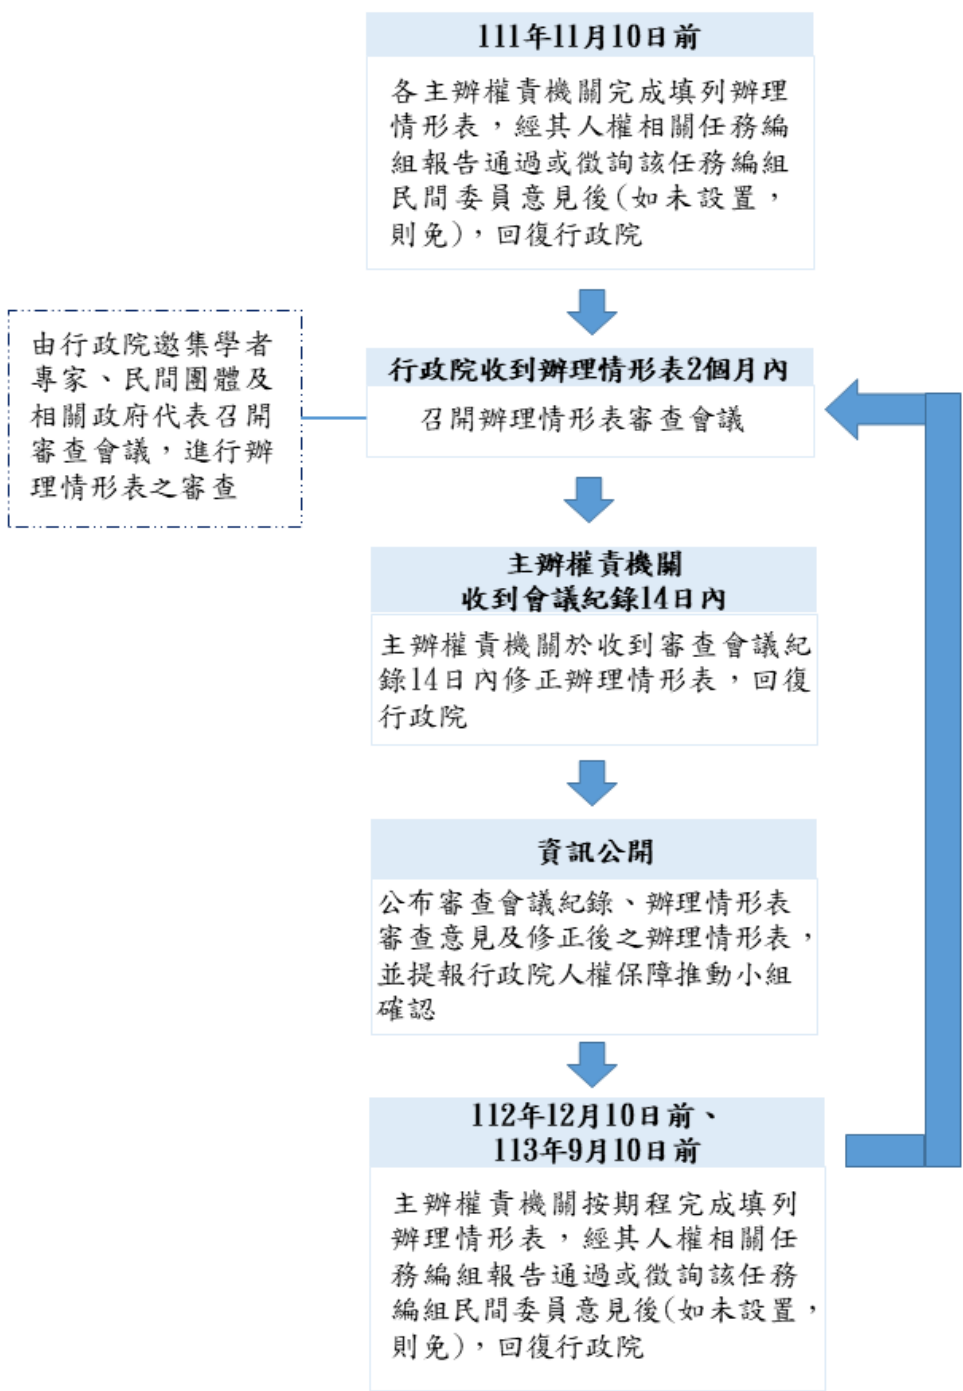 111年11月10日前
各主辦權責機關完成填列辦理
情形表，經其人權相關任務編
組報告通過或徵詢該任務編組
民間委員意見後(如未設置，
則免)，回復行政院
由行政院邀集學者
專家、民間團體及
相關政府代表召開
審查會議，進行辦
理情形表之審查
行政院收到辦理情形表2個月內
召開辦理情形表審查會議
主辦權責機關
收到會議紀錄14日內
主辦權責機關於收到審查會議紀
錄14日內修正辦理情形表，回復
行政院
資訊公開
公布審查會議紀錄、辦理情形表
審查意見及修正後之辦理情形表，
並提報行政院人權保障推動小組
確認
112年12月10日前、
113年9月10日前
主辦權責機關按期程完成填列
辦理情形表，經其人權相關任
務編組報告通過或徵詢該任務
編組民間委員意見後(如未設置，
則免)，回復行政院